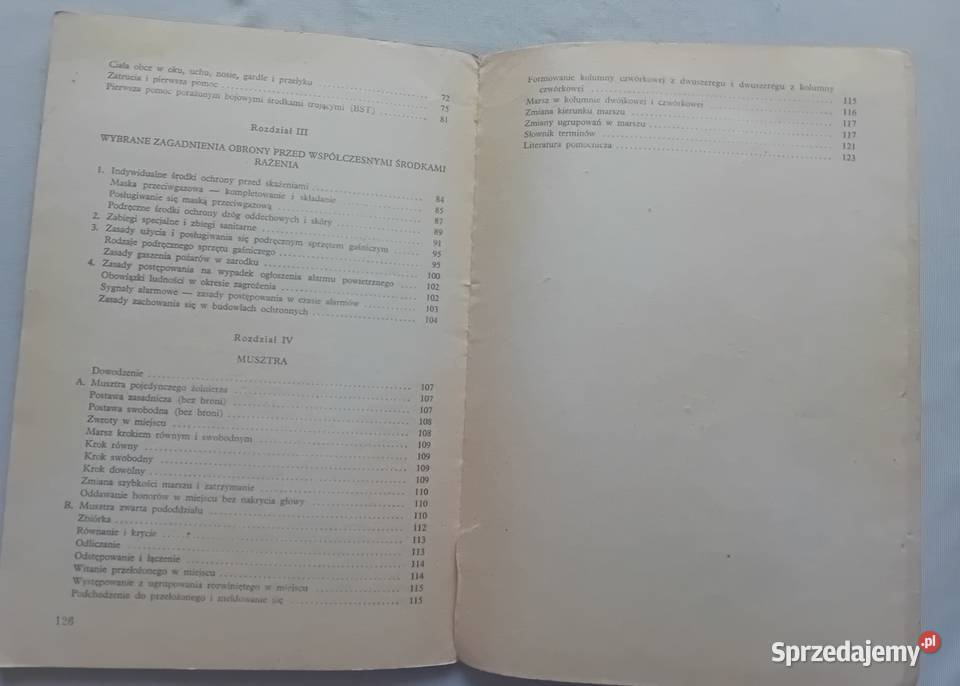 Ciała obce w oku, uchu, nosie, gardle i przełyku . . . 72
Zatrucia i pierwsza pomoc . . . 75
Pierwsza pomoc porażonym bojowymi środkami trującymi (BST) . . . 81
Rozdział III
WYBRANE ZAGADNIENIA OBRONY PRZED WSPÓŁCZESNYMI ŚRODKAMI
RAŻENIA
1. Indywidualne środki ochrony przed skażeniami . . . 84
Maska przeciwgazowa — kompletowanie i składanie . . . 85
Posługiwanie się maską przeciwgazową . . . 87
Podręczne środki ochrony dróg oddechowych i skóry . . . 89
2. Zabiegi specjalne i zbiegi sanitarne . . . 91
3. Zasady użycia i posługiwania się podręcznym sprzętem gaśniczym . . . 95
Rodzaje podręcznego sprzętu gaśniczego . . . 95
Zasady gaszenia pożarów w zarodku . . . 100
4. Zasady postępowania na wypadek ogłoszenia alarmu powietrznego . . . 102
Obowiązki ludności w okresie zagrożenia . . . 102
Sygnały alarmowe — zasady postępowania w czasie alarmów . . . 103
Zasady zachowania się w budowlach ochronnych . . . 104
Rozdział IV
MUSZTRA
Dowodzenie . . . 107
A. Musztra pojedynczego żołnierza . . . 107
Postawa zasadnicza (bez broni) . . . 107
Postawa swobodna (bez broni) . . . 108
Zwroty w miejscu . . . 108
Marsz krokiem równym i swobodnym . . . 109
Krok równy . . . 109
Krok swobodny . . . 109
Krok dowolny . . . 109
Zmiana szybkości marszu i zatrzymanie . . . 110
Oddawanie honorów w miejscu bez nakrycia głowy . . . 110
B. Musztra zwarta pododdziału . . . 110
Zbiórka . . . 112
Równanie i krycie . . . 113
Odliczanie . . . 113
Odstępowanie i łączenie . . . 114
Witanie przełożonego w miejscu . . . 114
Występowanie z ugrupowania rozwiniętego w miejscu . . . 115
Podchodzenie do przełożonego i meldowanie się . . . 115
126
Formowanie kolumny czwórkowej z dwuszeregu i dwuszeregu z kolumny
czwórkowej . . . 115
Marsz w kolumnie dwójkowej i czwórkowej . . . 116
Zmiana kierunku marszu . . . 117
Zmiany ugrupowań w marszu . . . 117
Słownik terminów . . . 121
Literatura pomocnicza . . . 123
Sprzedajemy.pl